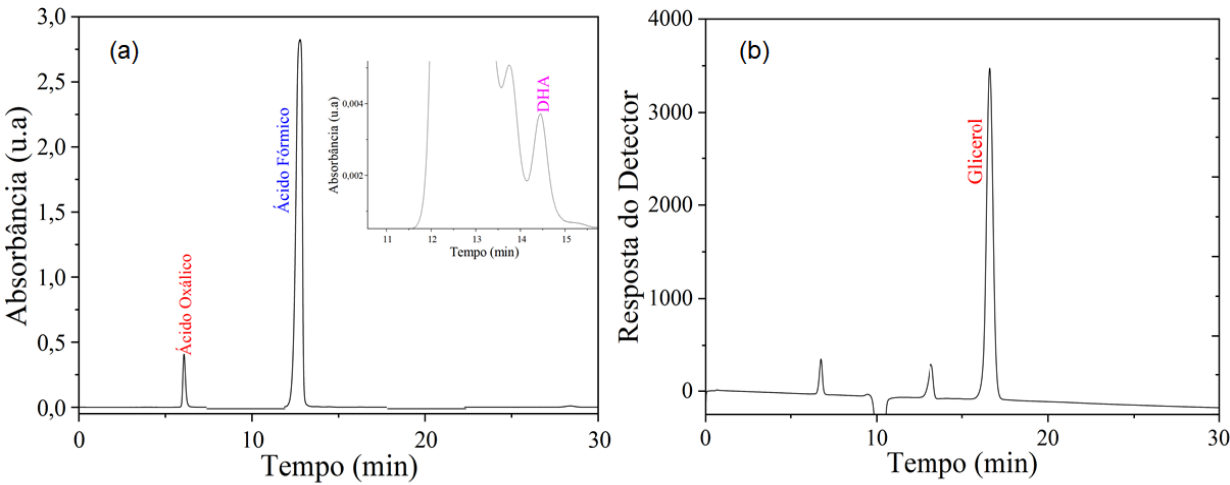 (a)
Absorbância (u.a)
3,0
2,5
2,0
1,5
1,0
0,5
0,0
0
10
20
30
Tempo (min)
Ácido Oxálico
Ácido Fórmico
Absorbância (u.a)
0,004
0,002
11
12
13
14
15
Tempo (min)
DHA
(b)
Resposta do Detector
4000
3000
2000
1000
0
0
10
20
30
Tempo (min)
Glicerol